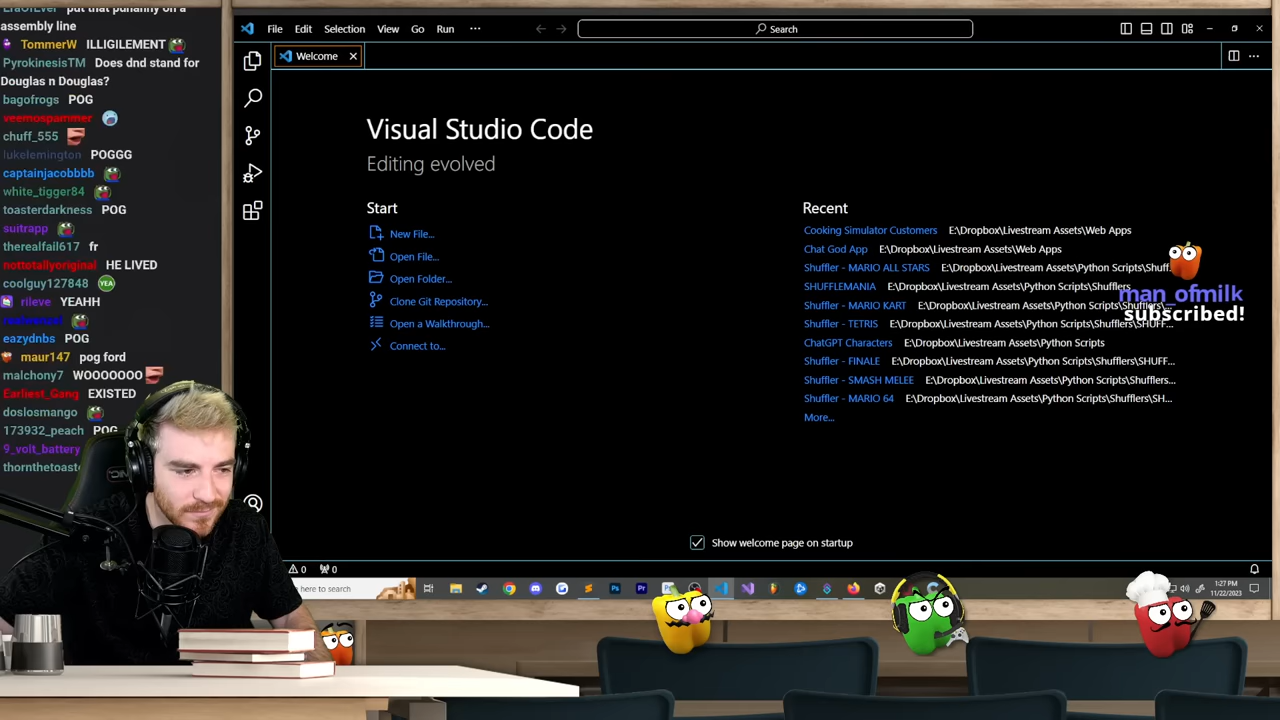 assembly line
TommerW ILLIGILEMENT
PyrokinesisTM Does dnd stand for
Douglas n Douglas?
bagofrogs POG
veemospammer
chuff_555
lukelemington POGGG
captainjacobbbb
white_tigger84
toasterdarkness POG
suitrapp
therealfail617 fr
nottotallyoriginal HE LIVED
coolguy127848 YEA
rileve YEAHH
eazydnbs POG
maur147 pog ford
malchony7 WOOOOOOO
Earliest_Gang EXISTED
doslosmango
173932_peach POG
9_volt_battery
thornthetoast
File Edit Selection View Go Run ···
Search
Welcome
Visual Studio Code
Editing evolved
Start
New File...
Open File...
Open Folder...
Clone Git Repository...
Open a Walkthrough...
Connect to...
Recent
Cooking Simulator Customers E:\Dropbox\Livestream Assets\Web Apps
Chat God App E:\Dropbox\Livestream Assets\Web Apps
Shuffler - MARIO ALL STARS E:\Dropbox\Livestream Assets\Python Scripts\Shuff...
SHUFFLEMANIA E:\Dropbox\Livestream Assets\Python Scripts\Shufflers
Shuffler - MARIO KART E:\Dropbox\Livestream Assets\Python Scripts\Shufflers
Shuffler - TETRIS E:\Dropbox\Livestream Assets\Python Scripts\Shufflers\SHUFF...
ChatGPT Characters E:\Dropbox\Livestream Assets\Python Scripts
Shuffler - FINALE E:\Dropbox\Livestream Assets\Python Scripts\Shufflers\SHUFF...
Shuffler - SMASH MELEE E:\Dropbox\Livestream Assets\Python Scripts\Shufflers...
Shuffler - MARIO 64 E:\Dropbox\Livestream Assets\Python Scripts\Shufflers\SH...
More...
man_ofmilk
subscribed!
Show welcome page on startup
0 0
here to search
1:27 PM
11/22/2023